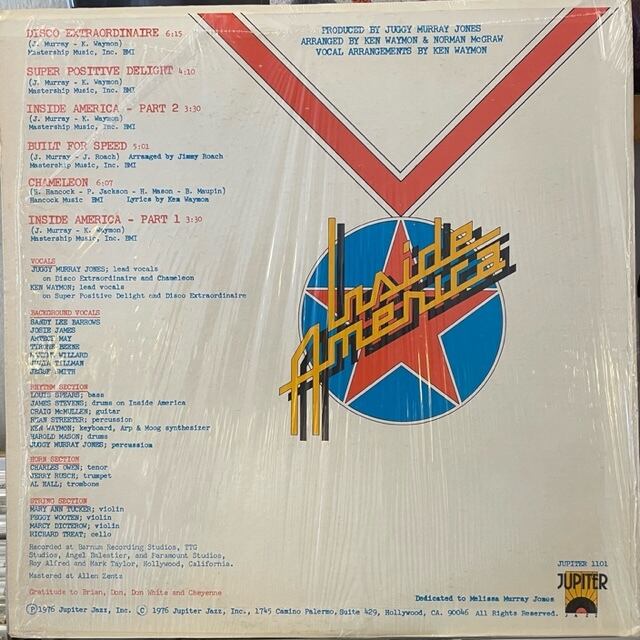 DISCO EXTRAORDINAIRE 6:15
(J. Murray - K. Waymon)
Mastership Music, Inc. BMI
SUPER POSITIVE DELIGHT 4:10
(J. Murray - K. Waymon)
Mastership Music, Inc. BMI
INSIDE AMERICA - PART 2 3:30
(J. Murray - K. Waymon)
Mastership Music, Inc. BMI
BUILT FOR SPEED 5:01
(J. Murray - J. Roach) Arranged by Jimmy Roach
Mastership Music, Inc. BMI
CHAMELEON 6:07
(H. Hancock - P. Jackson - H. Mason - B. Maupin)
Hancock Music BMI Lyrics by Ken Waymon
INSIDE AMERICA - PART 1 3:30
(J. Murray - K. Waymon)
Mastership Music, Inc. BMI
VOCALS
JUGGY MURRAY JONES; lead vocals
on Disco Extraordinaire and Chameleon
KEN WAYMON; lead vocals
on Super Positive Delight and Disco Extraordinaire
BACKGROUND VOCALS
SANDY LEE BARROWS
JOSIE JAMES
MAY
TYRONE
WILLARD
TILLMAN
JESSE SMITH
RHYTHM SECTION
LOUIS SPEARS; bass
JAMES STEVENS; drums on Inside America
CRAIG McMULLEN; guitar
RYAN STREETER; percussion
KEN WAYMON; keyboard, Arp & Moog synthesizer
HAROLD MASON; drums
JUGGY MURRAY JONES; percussion
HORN SECTION
CHARLES OWEN; tenor
JERRY RUSCH; trumpet
AL HALL; trombone
STRING SECTION
MARY ANN TUCKER; violin
PEGGY WOOTEN; violin
MARCY DICTEROW; violin
RICHARD TREAT; cello
Recorded at Barnum Recording Studios, TTG
Studios, Angel Balestier, and Paramount Studios.
Roy Alfred and Mark Taylor, Hollywood, California.
Mastered at Allen Zentz
Gratitude to Brian, Don, Don White and Cheyenne
Ⓟ1976 Jupiter Jazz, Inc. © 1976 Jupiter Jazz, Inc., 1745 Camino Palermo, Suite 429, Hollywood, CA. 90046 All Rights Reserved.
PRODUCED BY JUGGY MURRAY JONES
ARRANGED BY KEN WAYMON & NORMAN McGRAW
VOCAL ARRANGEMENTS BY KEN WAYMON
Inside
America
Dedicated to Melissa Murray Jones
JUPITER 1101
JUPITER
JAZZ